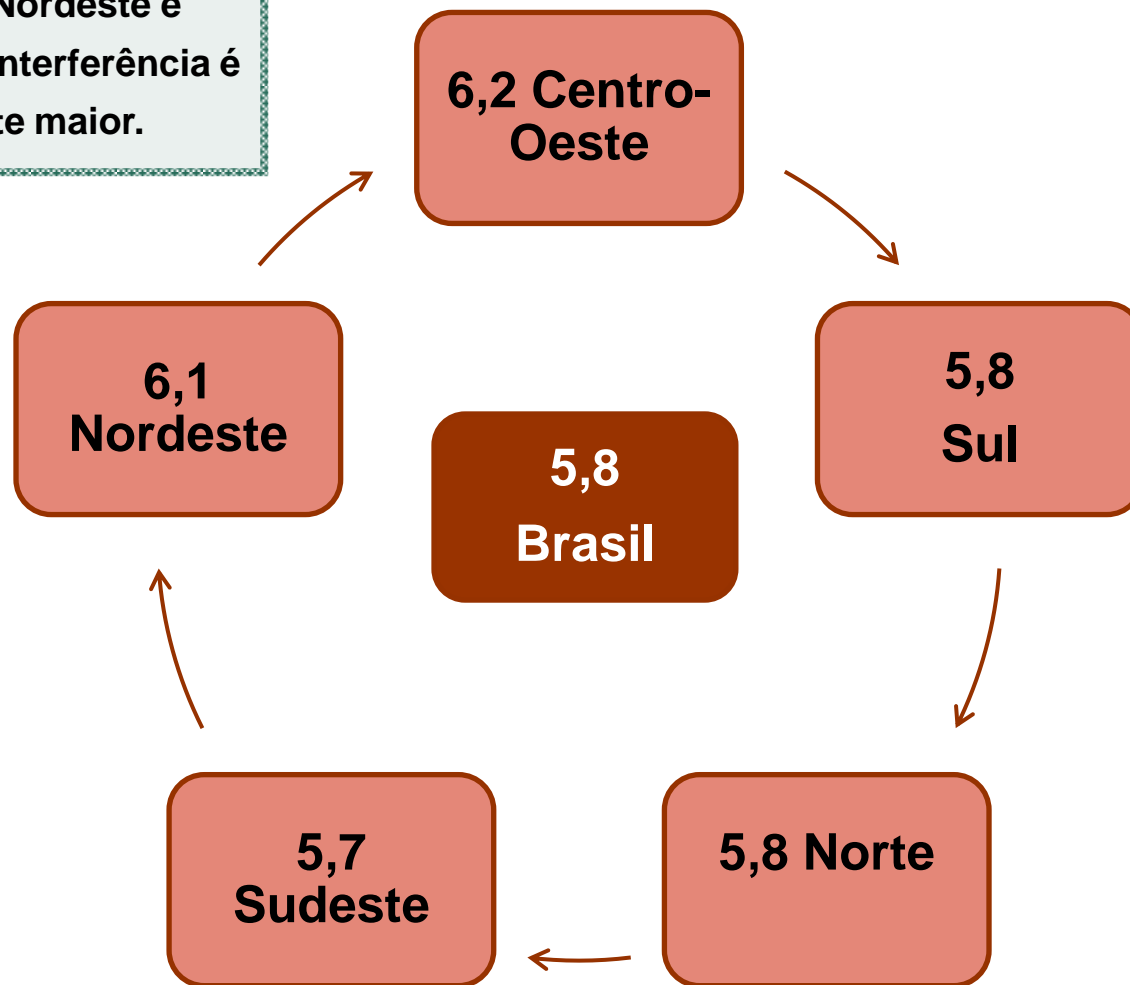 Nordeste e
nterferência é
te maior.
6,2 Centro-
Oeste
6,1
Nordeste
5,8
Sul
5,8
Brasil
5,7
Sudeste
5,8 Norte